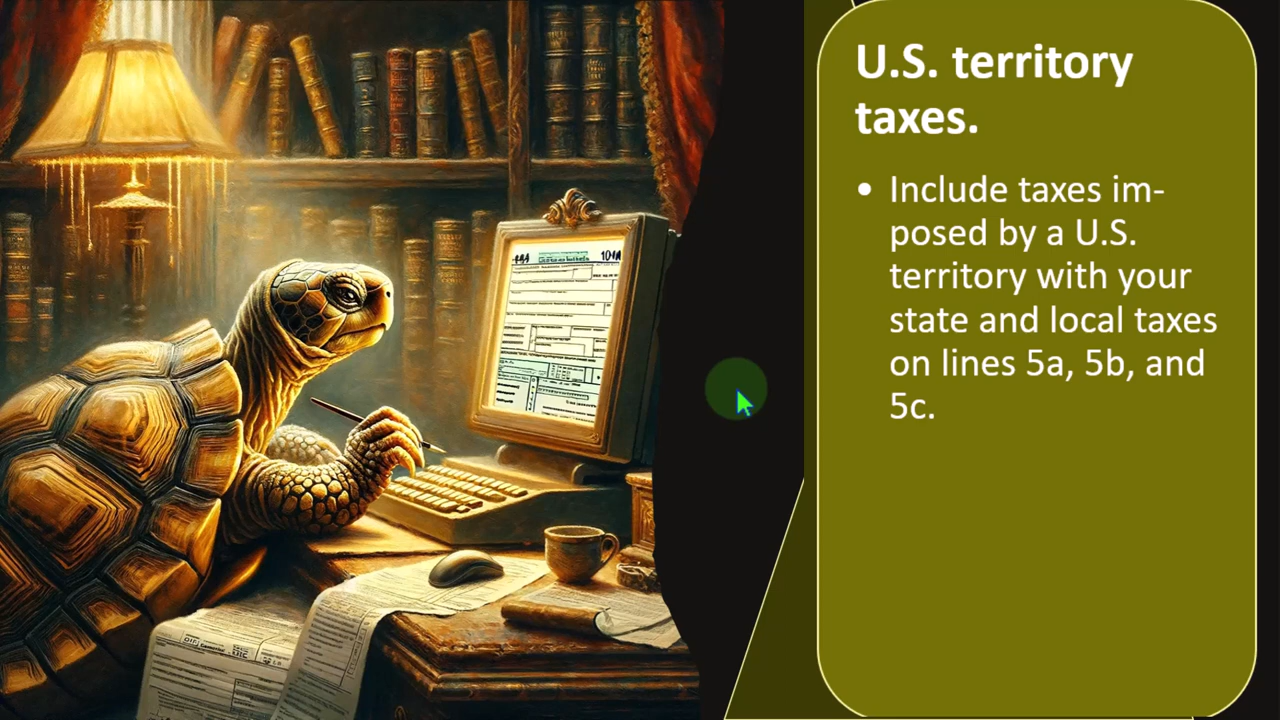 U.S. territory
taxes.
• Include taxes im-
posed by a U.S.
territory with your
state and local taxes
on lines 5a, 5b, and
5c.